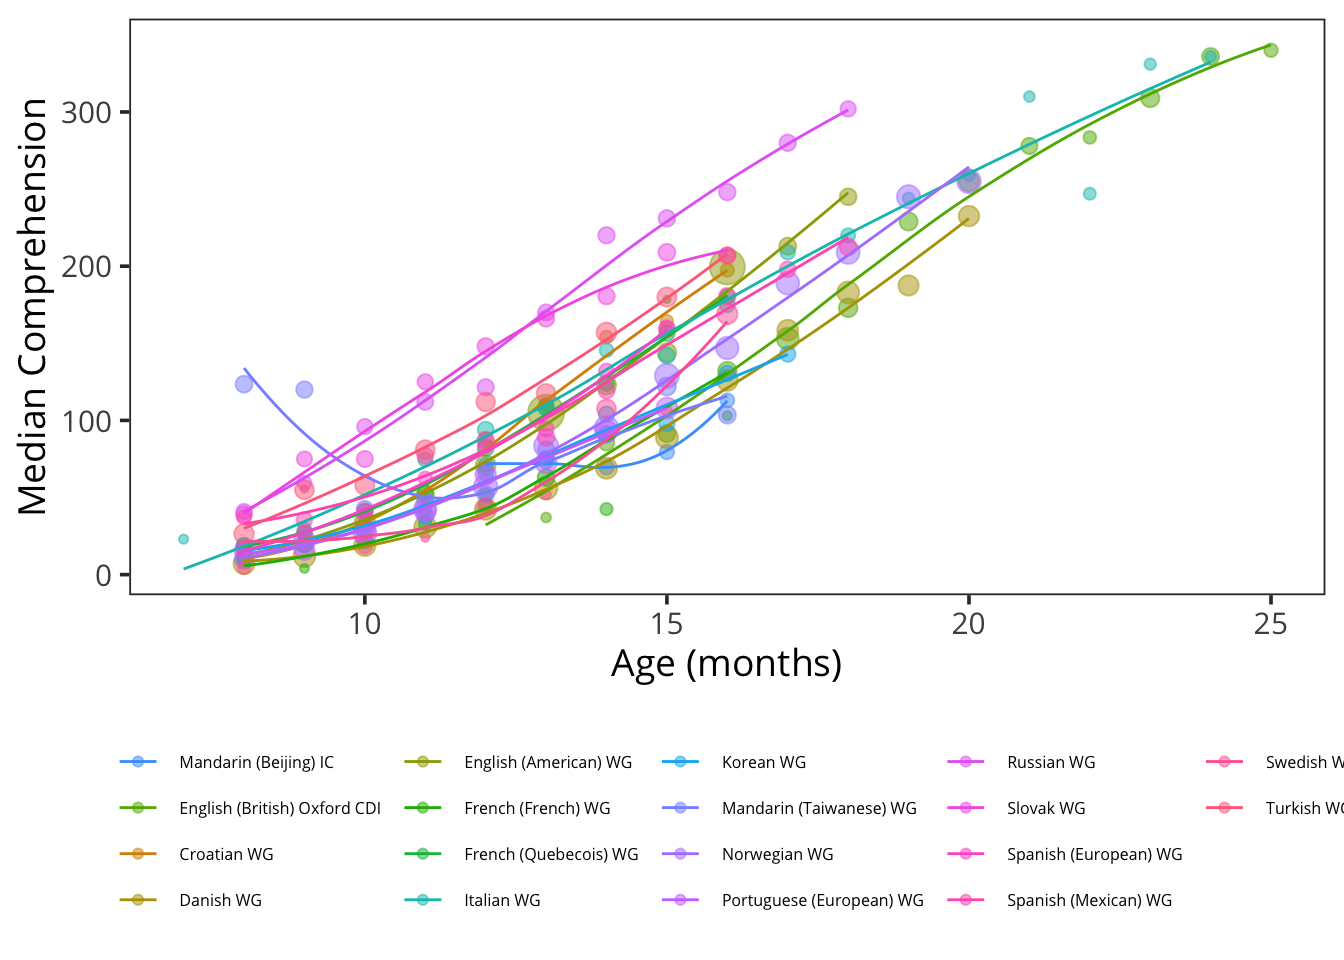 Median Comprehension
300
200
100
0
10 15 20 25
Age (months)
Mandarin (Beijing) IC English (American) WG Korean WG Russian WG Swedish
English (British) Oxford CDI French (French) WG Mandarin (Taiwanese) WG Slovak WG Turkish
Croatian WG French (Quebecois) WG Norwegian WG Spanish (European) WG
Danish WG Italian WG Portuguese (European) WG Spanish (Mexican) WG